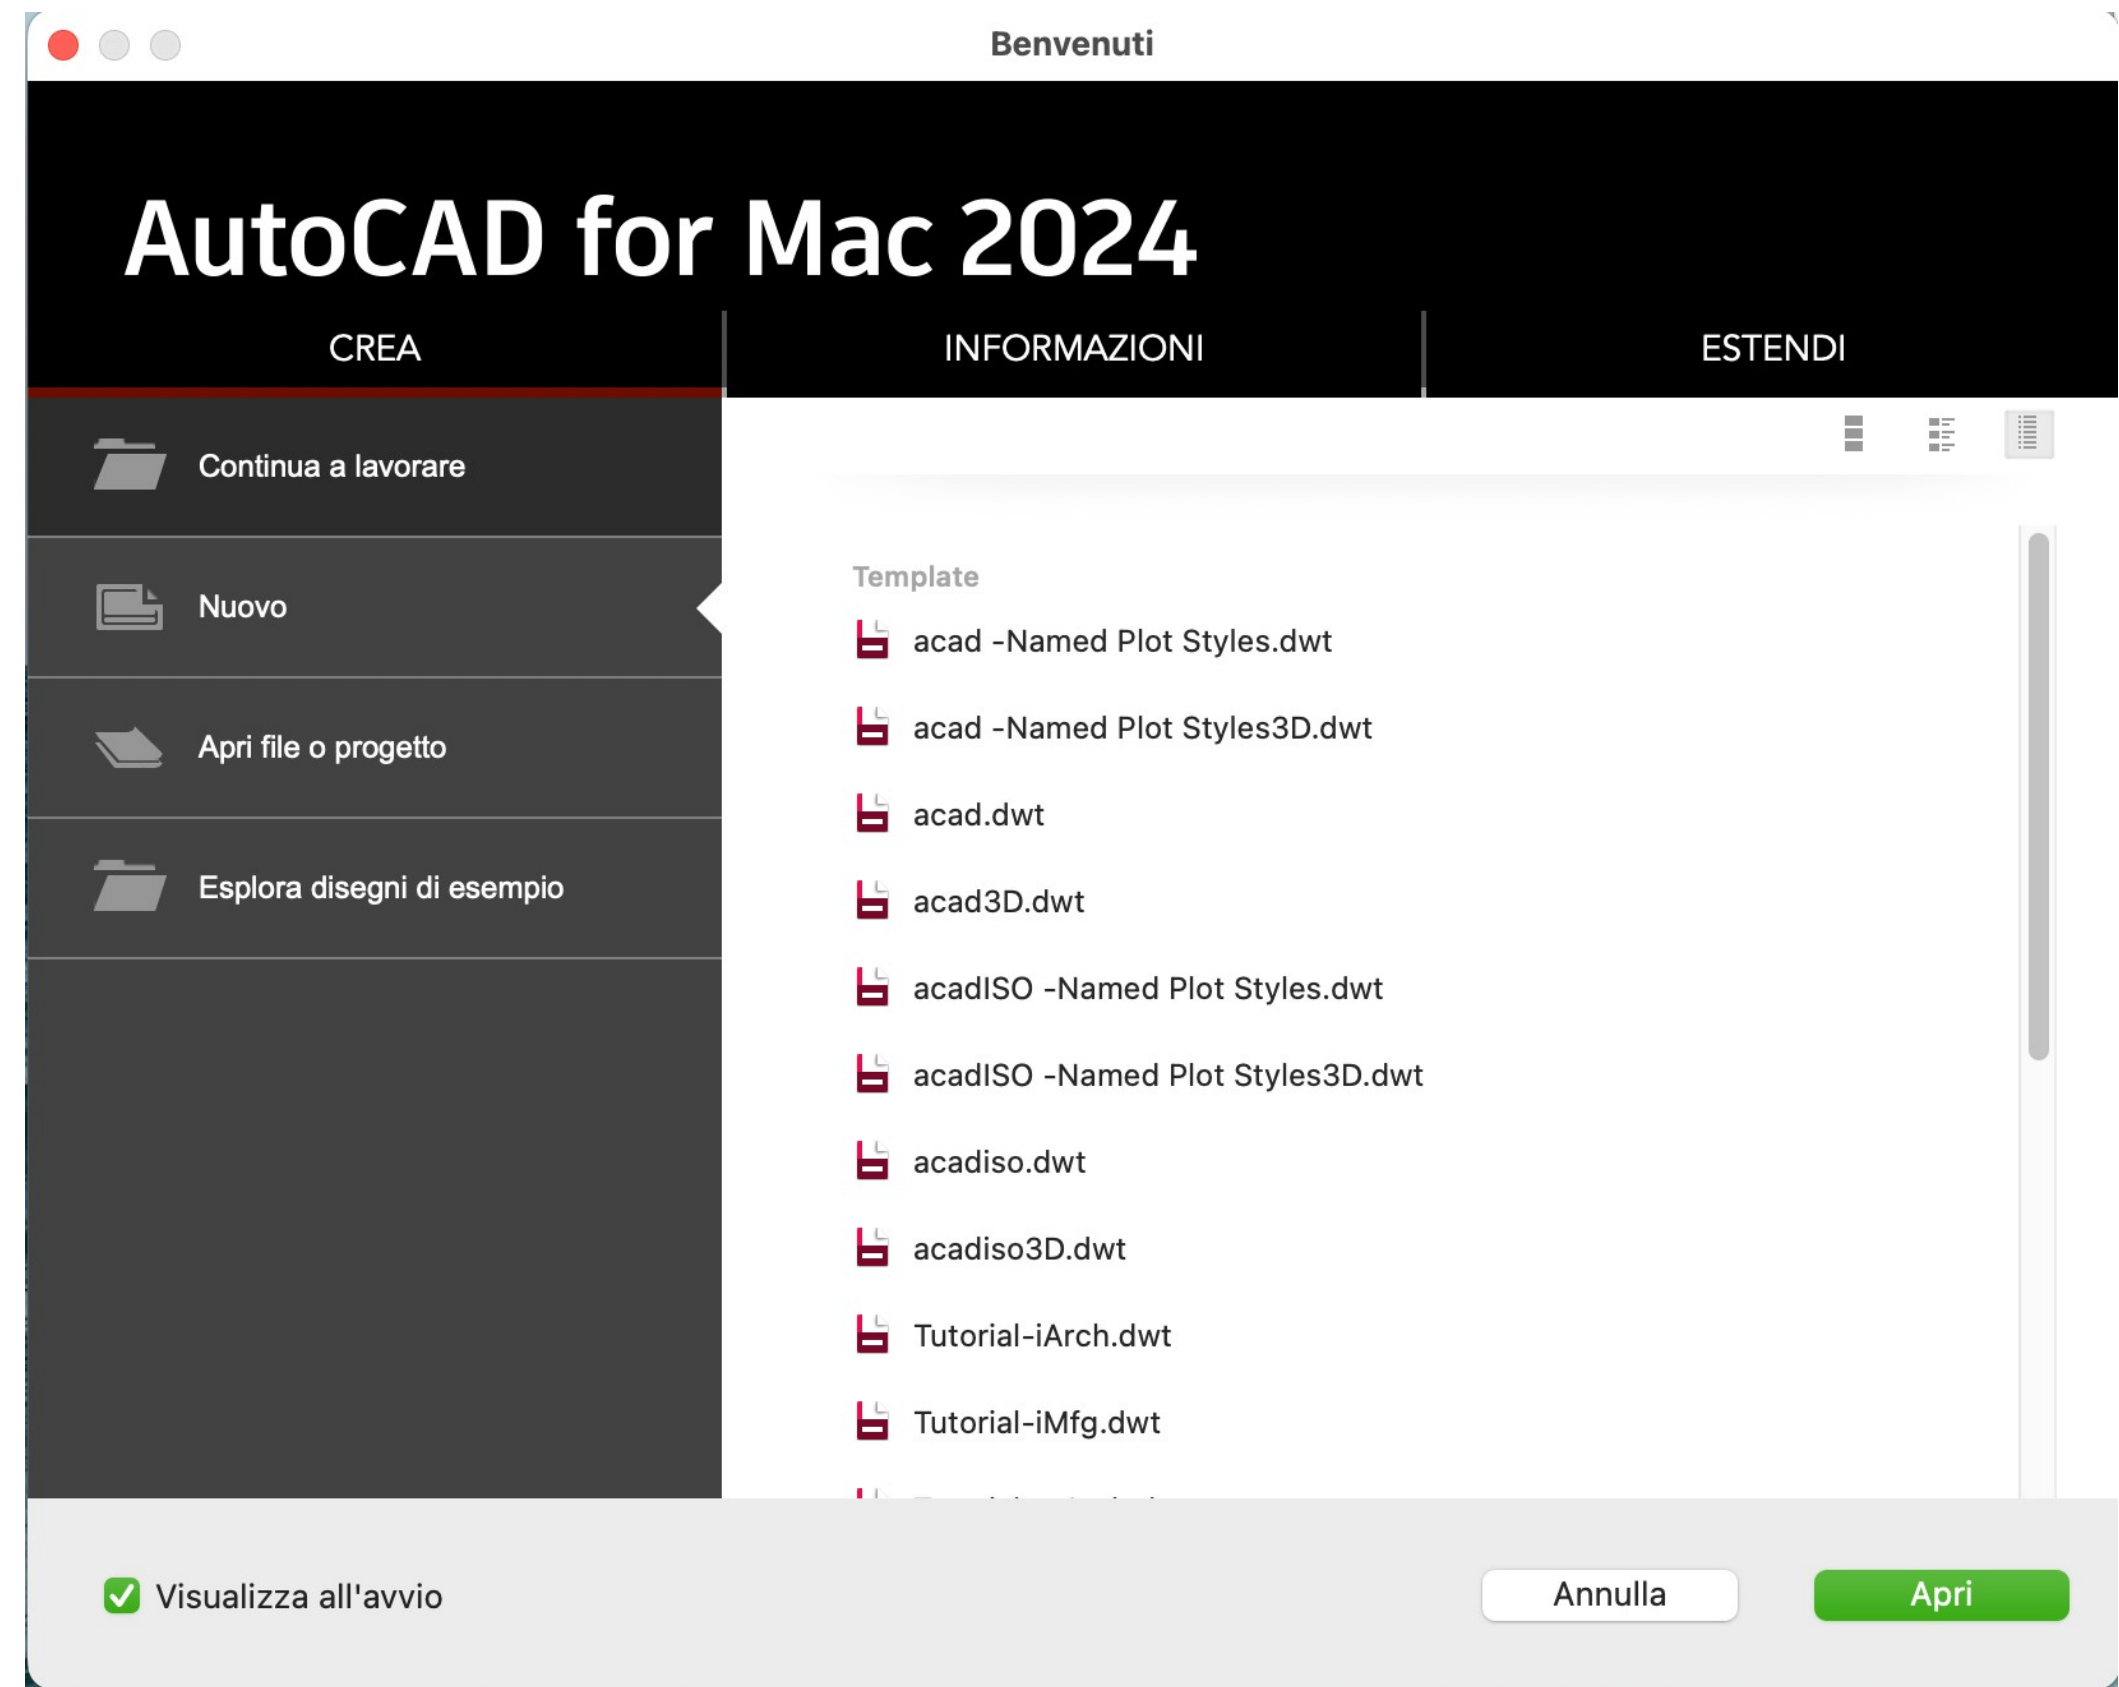 Benvenuti
AutoCAD for Mac 2024
CREA
INFORMAZIONI
ESTENDI
Continua a lavorare
Nuovo
Apri file o progetto
Esplora disegni di esempio
Template
acad -Named Plot Styles.dwt
acad -Named Plot Styles3D.dwt
acad.dwt
acad3D.dwt
acadISO -Named Plot Styles.dwt
acadISO -Named Plot Styles3D.dwt
acadiso.dwt
acadiso3D.dwt
Tutorial-iArch.dwt
Tutorial-iMfg.dwt
Visualizza all'avvio
Annulla
Apri